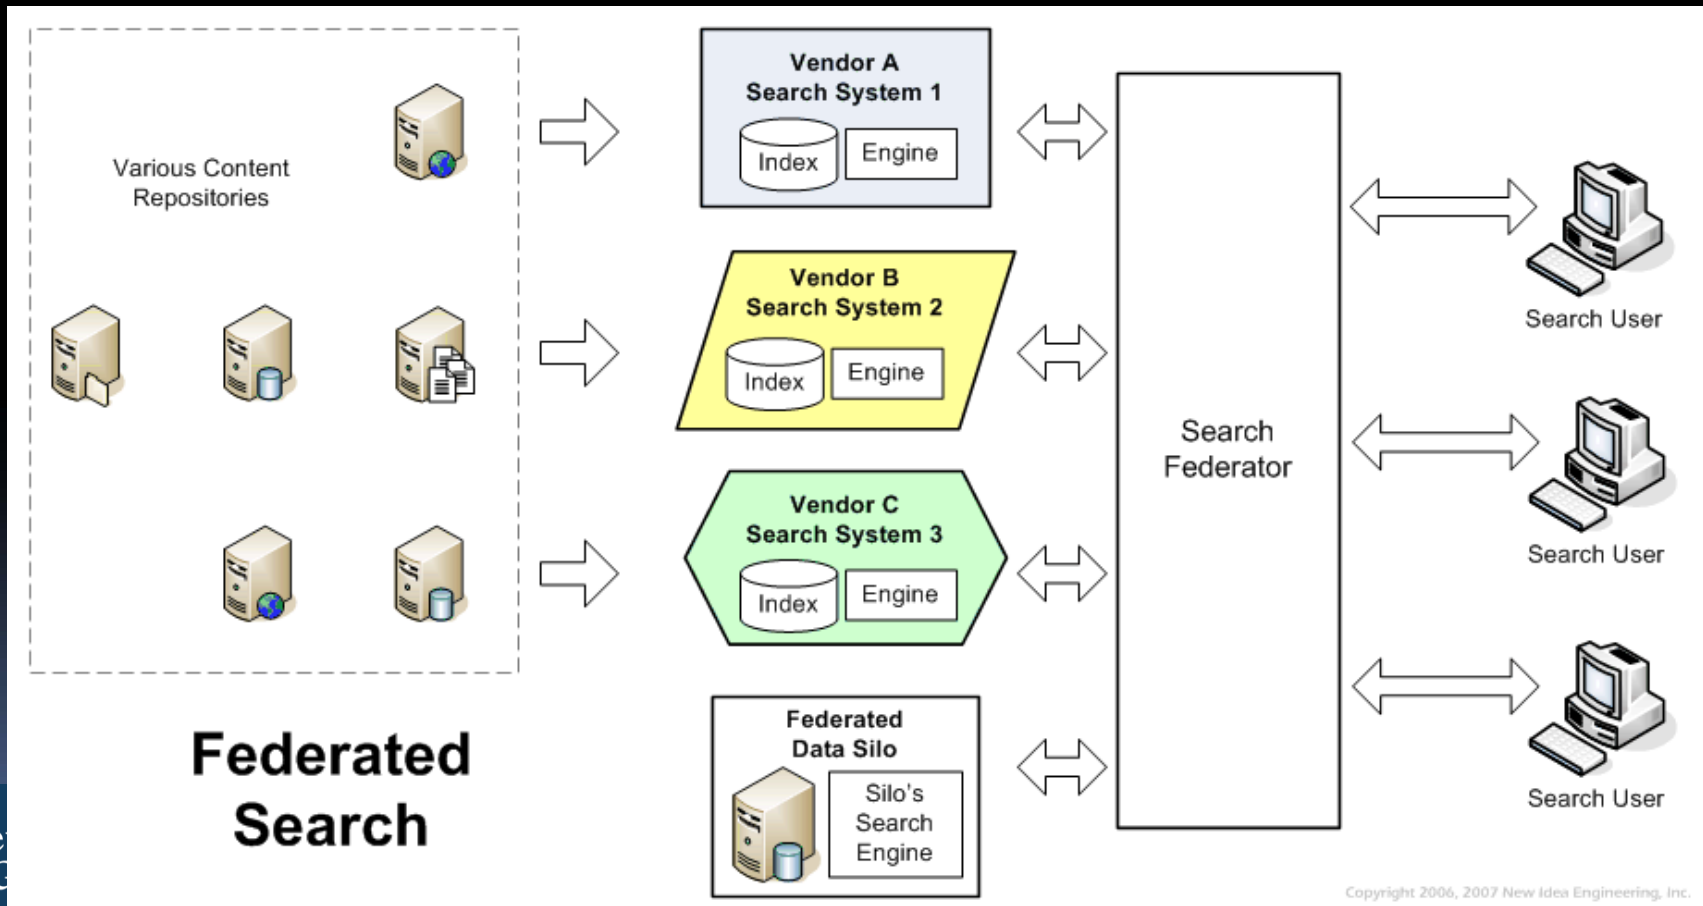 Various Content
Repositories
Vendor A
Search System 1
Index
Engine
Vendor B
Search System 2
Index
Engine
Vendor C
Search System 3
Index
Engine
Federated
Data Silo
Silo's
Search
Engine
Search
Federator
Search User
Search User
Search User
Federated
Search
Copyright 2006, 2007 New Idea Engineering, Inc.